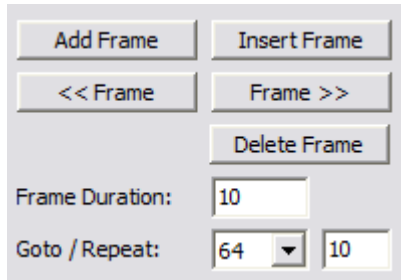 Add Frame Insert Frame
<< Frame Frame >>
Delete Frame
Frame Duration: 10
Goto / Repeat: 64 10